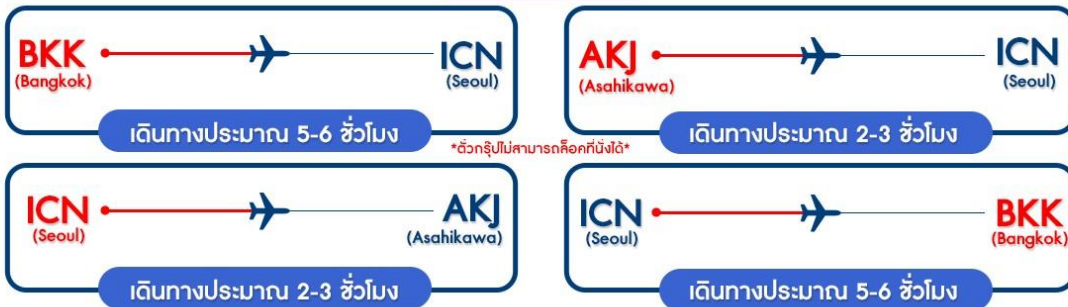 BKK
(Bangkok)
ICN
(Seoul)
เดินทางประมาณ 5-6 ชั่วโมง
AKJ
(Asahikawa)
ICN
(Seoul)
เดินทางประมาณ 2-3 ชั่วโมง
*ตั๋วกรุ๊ปไม่สามารถล็อคที่นั่งได้*
ICN
(Seoul)
AKJ
(Asahikawa)
เดินทางประมาณ 2-3 ชั่วโมง
ICN
(Seoul)
BKK
(Bangkok)
เดินทางประมาณ 5-6 ชั่วโมง